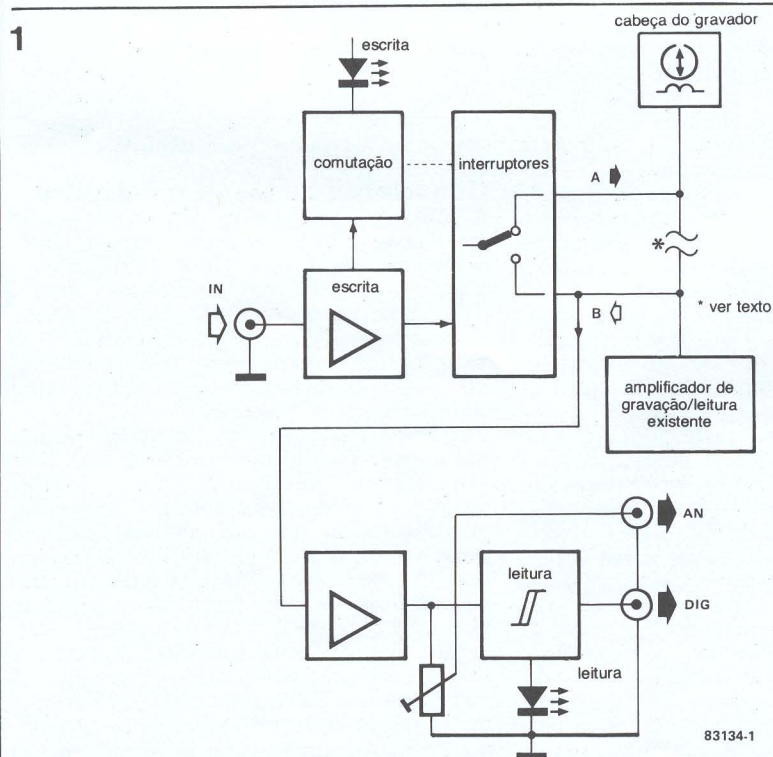 1
cabeça do gravador
escrita
comutação
interruptores
A
*
escrita
IN
B
* ver texto
amplificador de
gravação/leitura
existente
AN
leitura
DIG
leitura
83134-1